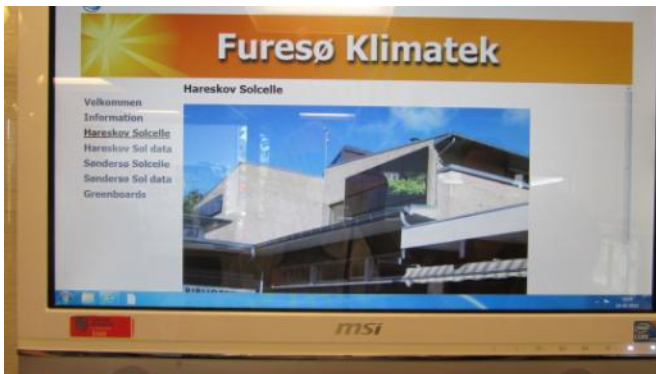 Furesø Klimatek
Hareskov Solcelle
Velkommen
Information
Hareskov Solcelle
Hareskov Sol data
Søndersø Solcelle
Søndersø Sol data
Greenboards
msi